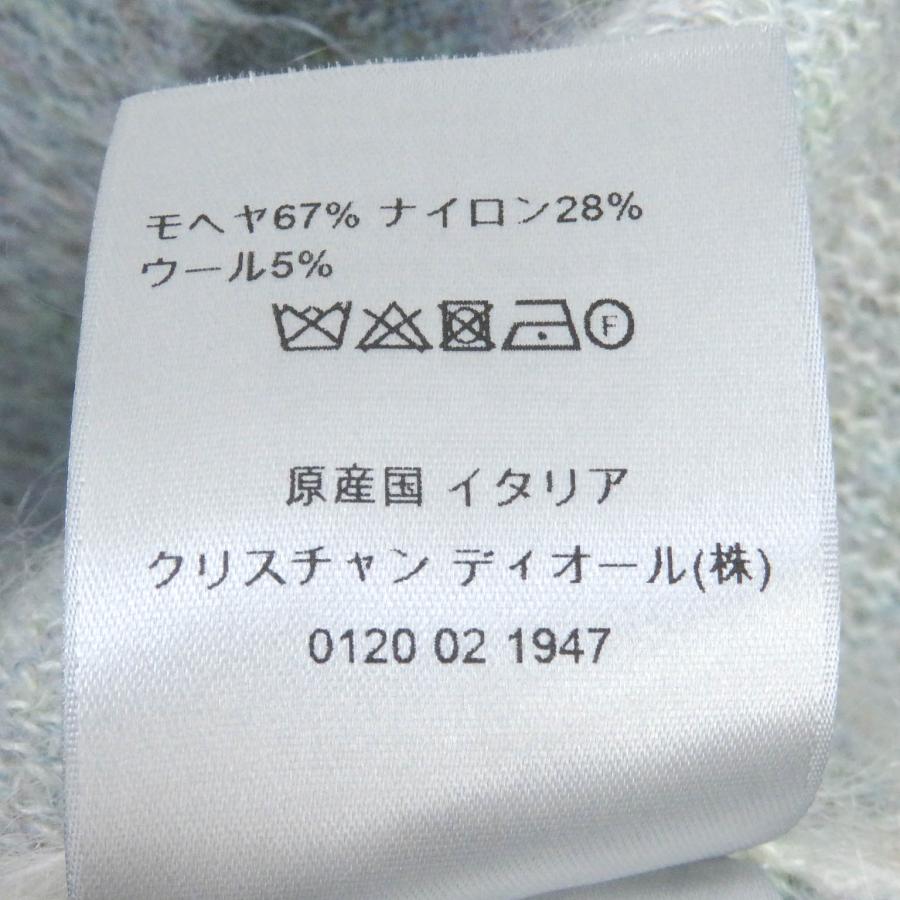 モヘヤ67% ナイロン28%
ウール5%
F
原産国 イタリア
クリスチャン ディオール(株)
0120 02 1947